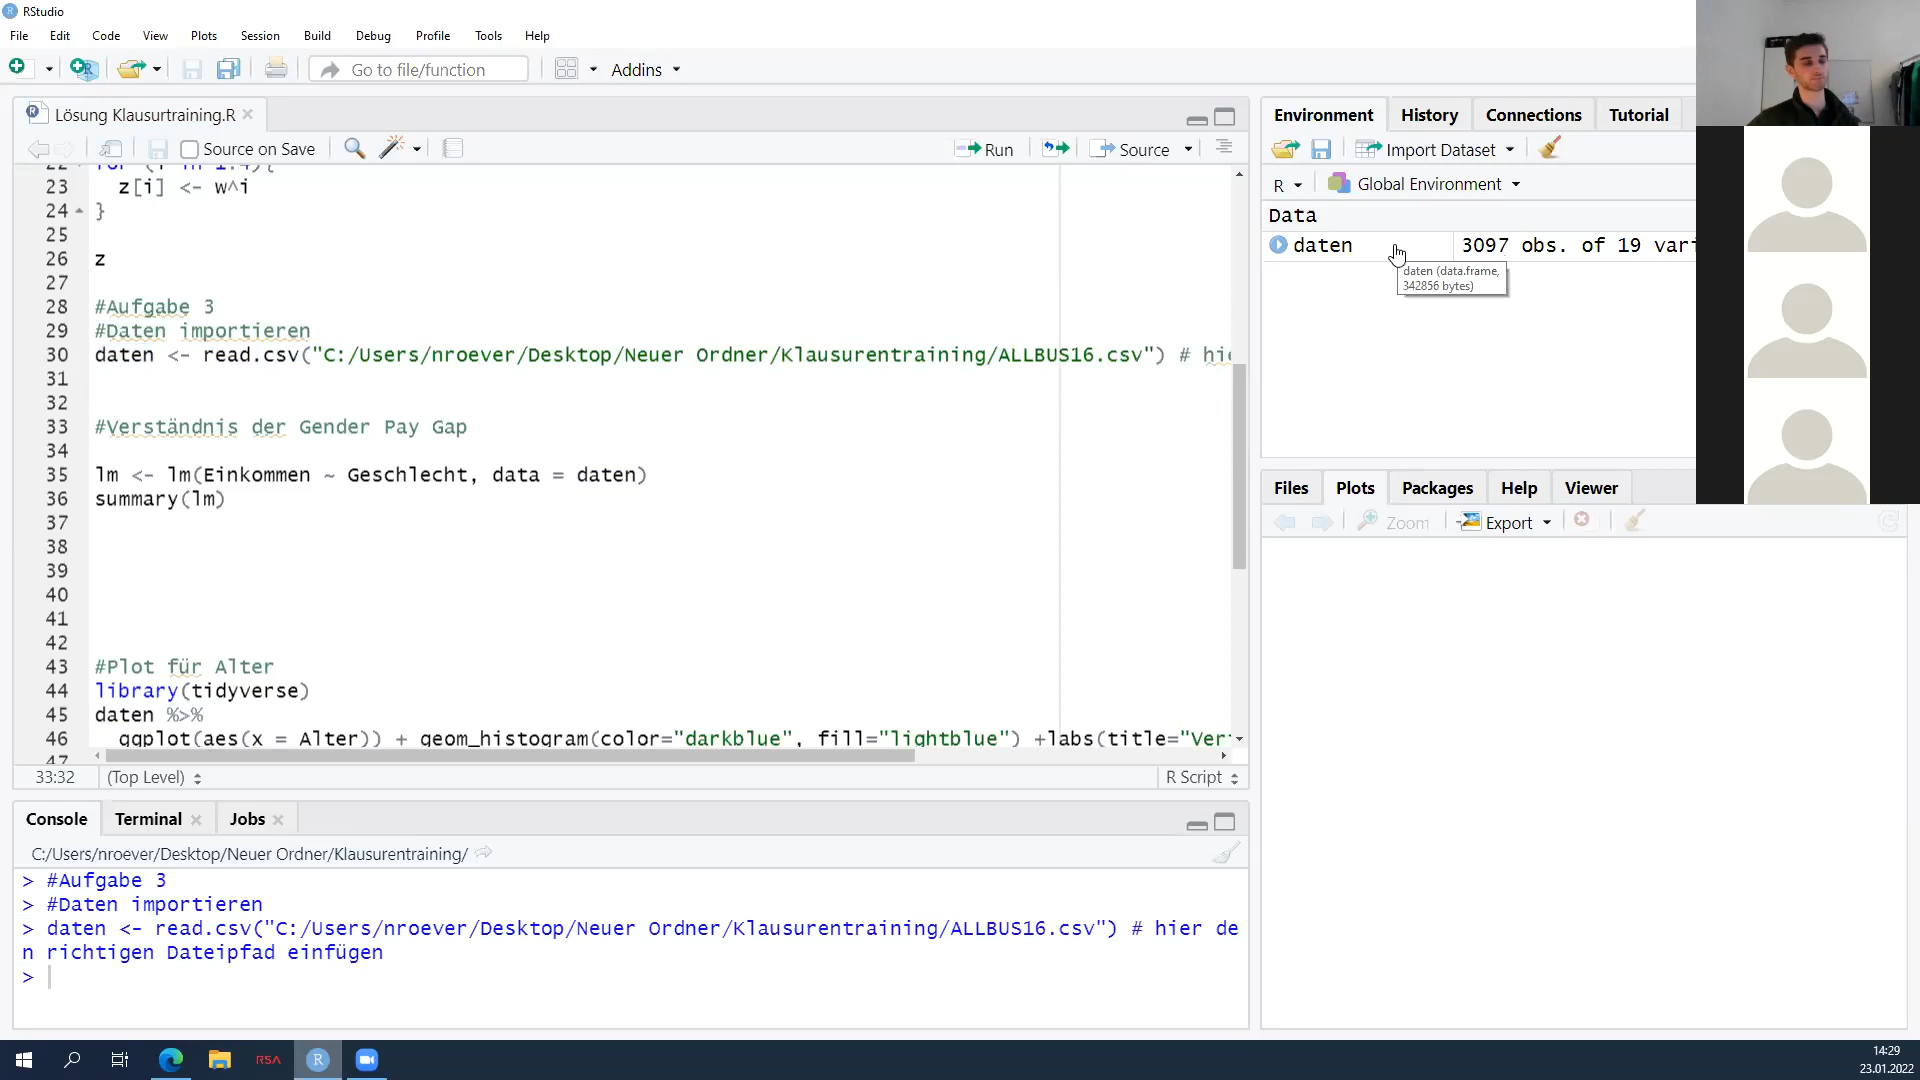 RStudio
File Edit Code View Plots Session Build Debug Profile Tools Help
Go to file/function Addins
Lösung Klausurtraining.R
Source on Save Run Source
23 z[i] <- w^i
24 }
25
26 z
27
28 #Aufgabe 3
29 #Daten importieren
30 daten <- read.csv("C:/Users/nroever/Desktop/Neuer Ordner/Klausurentraining/ALLBUS16.csv") # hie
31
32
33 #Verständnis der Gender Pay Gap
34
35 lm <- lm(Einkommen ~ Geschlecht, data = daten)
36 summary(lm)
37
38
39
40
41
42
43 #Plot für Alter
44 library(tidyverse)
45 daten %>%
46 ggplot(aes(x = Alter)) + geom_histogram(color="darkblue", fill="lightblue") +labs(title="Ver
47
33:32 (Top Level) R Script
Console Terminal Jobs
C:/Users/nroever/Desktop/Neuer Ordner/Klausurentraining/
> #Aufgabe 3
> #Daten importieren
> daten <- read.csv("C:/Users/nroever/Desktop/Neuer Ordner/Klausurentraining/ALLBUS16.csv") # hier de
n richtigen Dateipfad einfügen
>
Environment History Connections Tutorial
Import Dataset
R Global Environment
Data
daten 3097 obs. of 19 vari
daten (data.frame,
342856 bytes)
Files Plots Packages Help Viewer
Zoom Export
RSA
R
14:29
23.01.2022